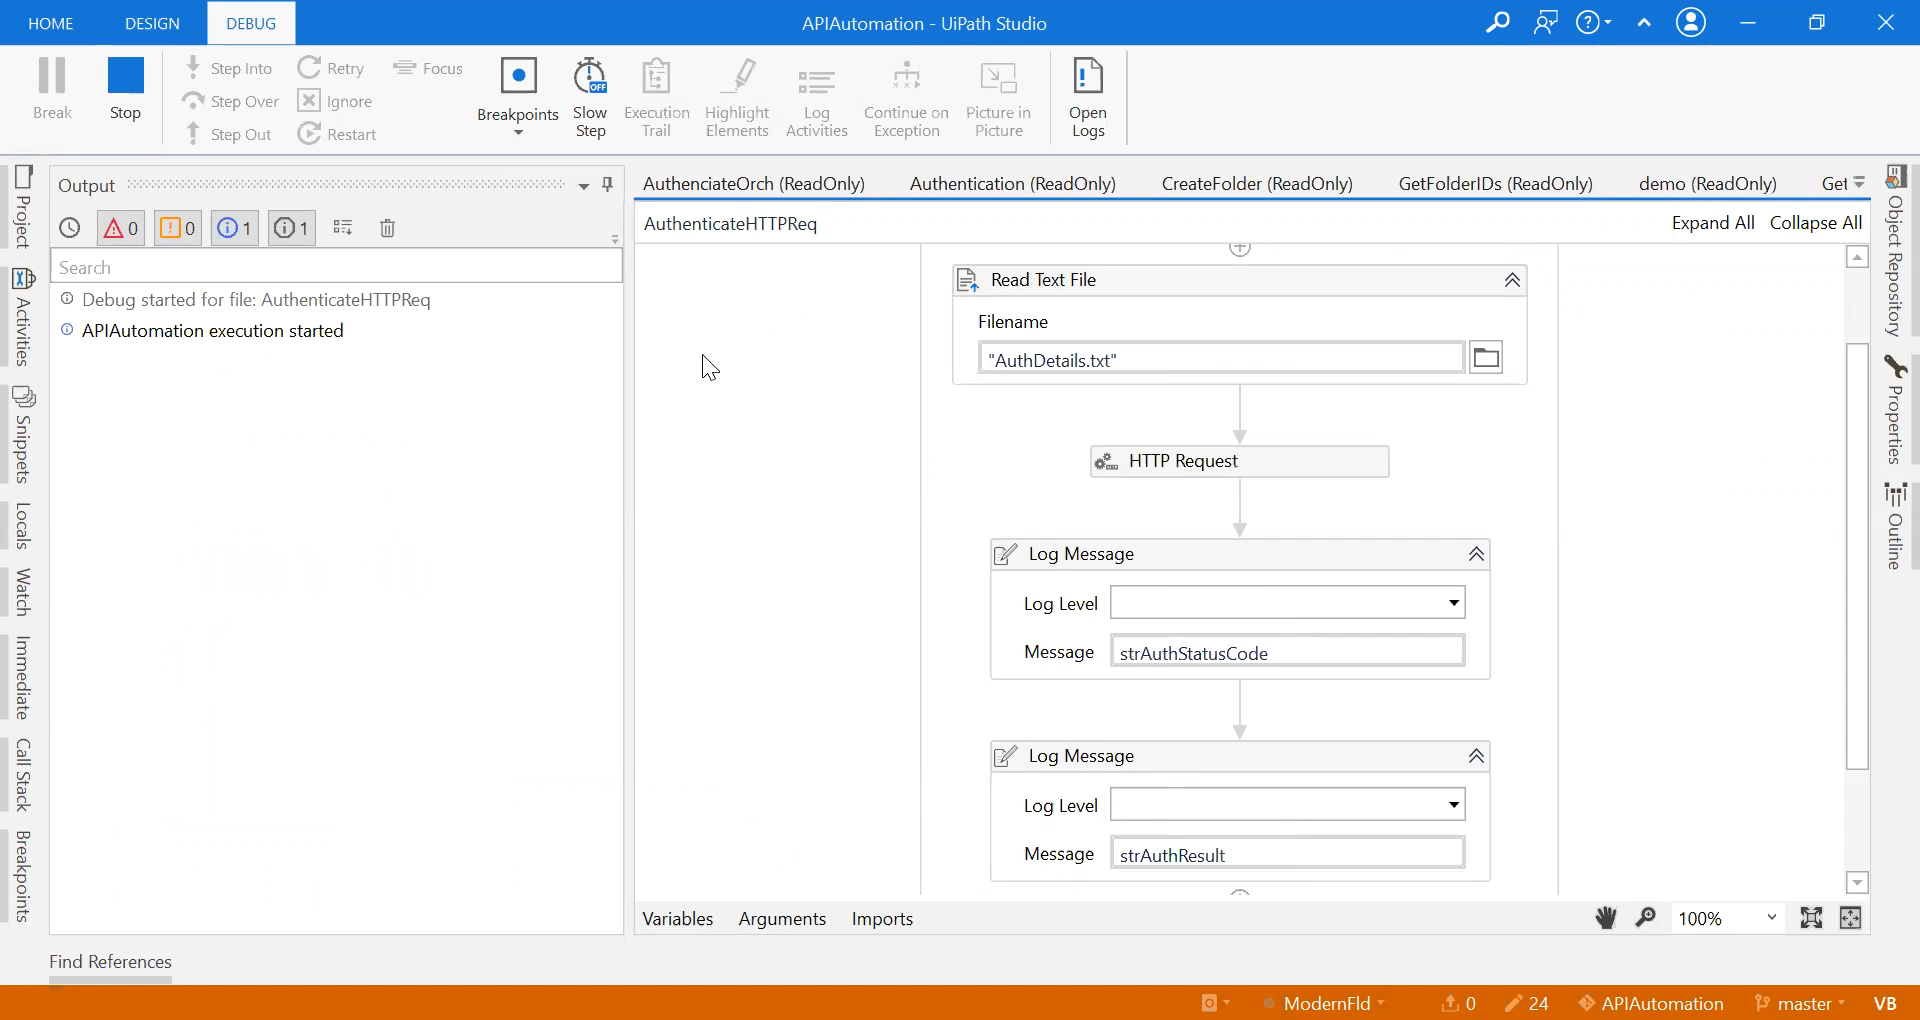 HOME DESIGN DEBUG APIAutomation - UiPath Studio
Break Stop Step Into Step Over Step Out Retry Ignore Restart Focus
Breakpoints
Slow
Step
Execution
Trail
Highlight
Elements
Log
Activities
Continue on
Exception
Picture in
Picture
Open
Logs
Project
Activities
Snippets
Locals
Watch
Immediate
Call Stack
Breakpoints
Output
0 0 1 1
Search
Debug started for file: AuthenticateHTTPReq
APIAutomation execution started
AuthenciateOrch (ReadOnly) Authentication (ReadOnly) CreateFolder (ReadOnly) GetFolderIDs (ReadOnly) demo (ReadOnly) Get
AuthenticateHTTPReq Expand All Collapse All
Read Text File
Filename
"AuthDetails.txt"
HTTP Request
Log Message
Log Level
Message strAuthStatusCode
Log Message
Log Level
Message strAuthResult
Variables Arguments Imports 100%
Object Repository
Properties
Outline
Find References
ModernFld 0 24 APIAutomation master VB